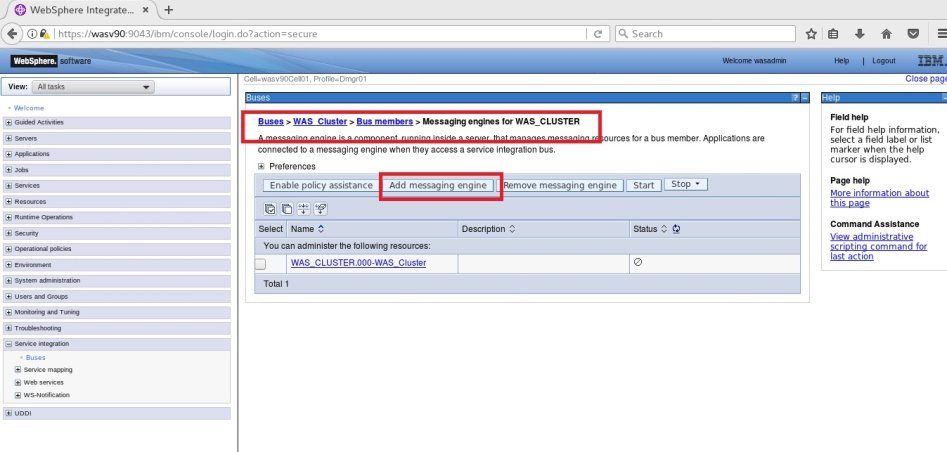 WebSphere Integrate...
https://wasv90:9043/ibm/console/login.do?action=secure
Search
WebSphere. software
Welcome wasadmin
Help | Logout
IBM.
View: All tasks
Cell=wasv90Cell01, Profile=Dmgr01
Close page
Welcome
Guided Activities
Servers
Applications
Jobs
Services
Resources
Runtime Operations
Security
Operational policies
Environment
System administration
Users and Groups
Monitoring and Tuning
Troubleshooting
Service integration
Buses
Service mapping
Web services
WS-Notification
UDDI
Buses
Buses > WAS_Cluster > Bus members > Messaging engines for WAS_CLUSTER
A messaging engine is a component, running inside a server, that manages messaging resources for a bus member. Applications are
connected to a messaging engine when they access a service integration bus.
Preferences
Enable policy assistance Add messaging engine Remove messaging engine Start Stop
Select Name Description Status
You can administer the following resources:
WAS_CLUSTER.000-WAS_Cluster
Total 1
Help
Field help
For field help information,
select a field label or list
marker when the help
cursor is displayed.
Page help
More information about
this page
Command Assistance
View administrative
scripting command for
last action